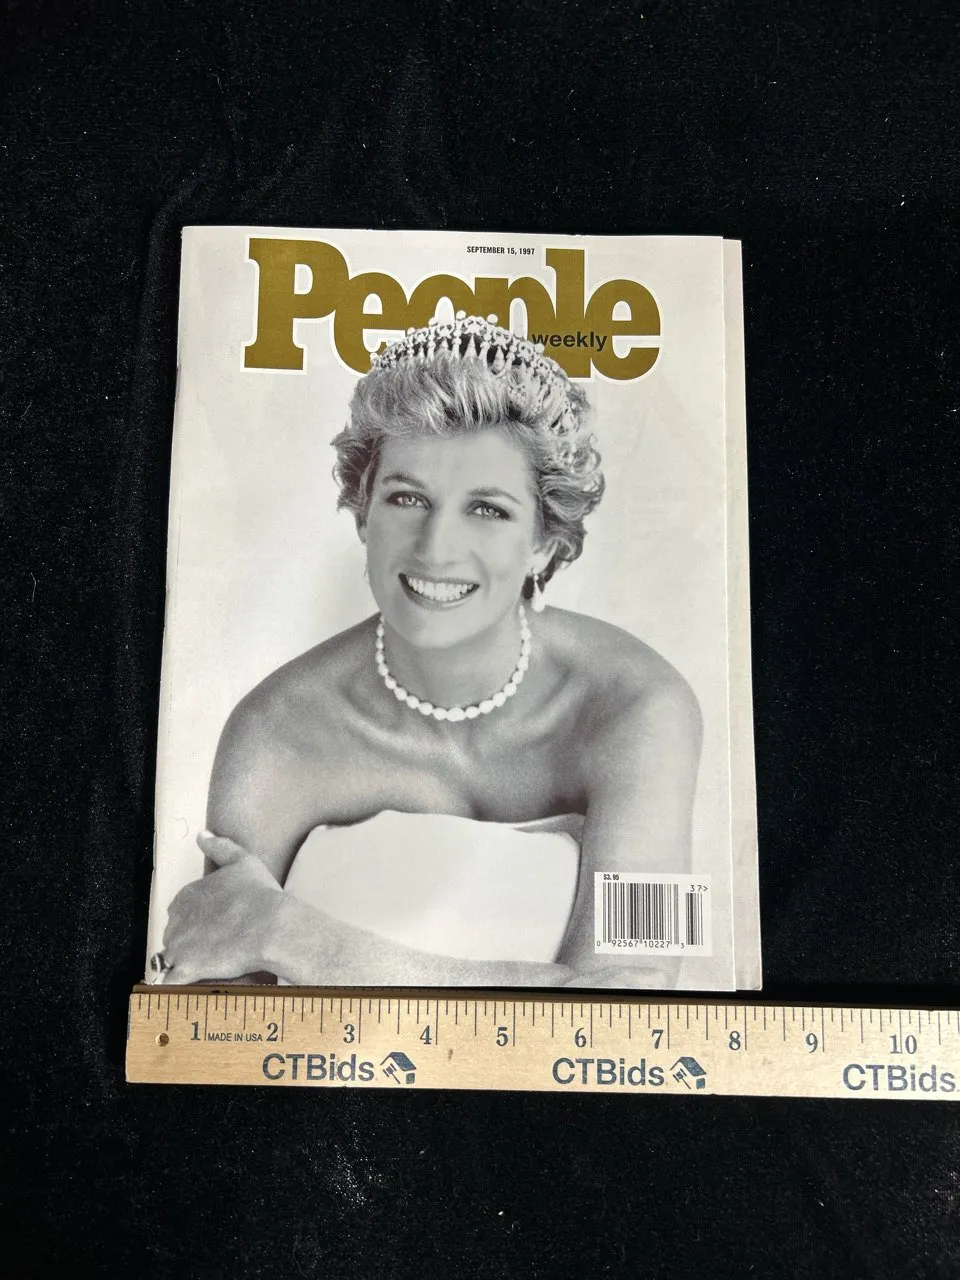 SEPTEMBER 15, 1997
People
weekly
$3.95
37>
0 92567 10227 3
1 MADE IN USA 2 3 4 5 6 7 8 9 10
CTBids CTBids CTBids